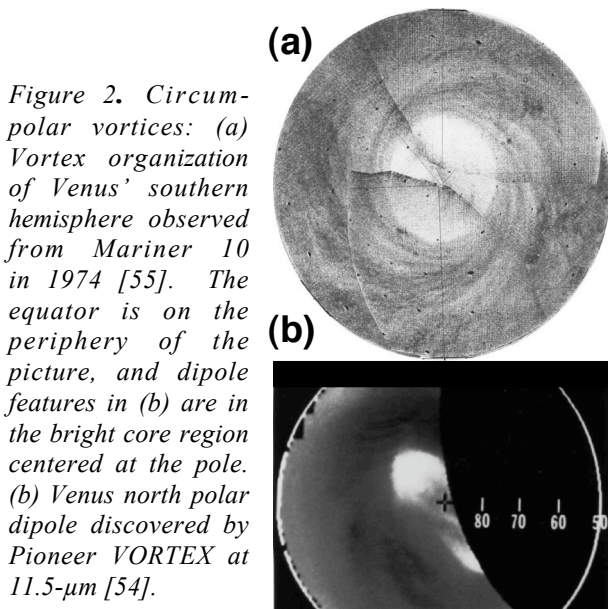 Figure 2. Circum-
polar vortices: (a)
Vortex organization
of Venus' southern
hemisphere observed
from Mariner 10
in 1974 [55]. The
equator is on the
periphery of the
picture, and dipole
features in (b) are in
the bright core region
centered at the pole.
(b) Venus north polar
dipole discovered by
Pioneer VORTEX at
11.5-µm [54].
(a)
(b)
80 70 60 50